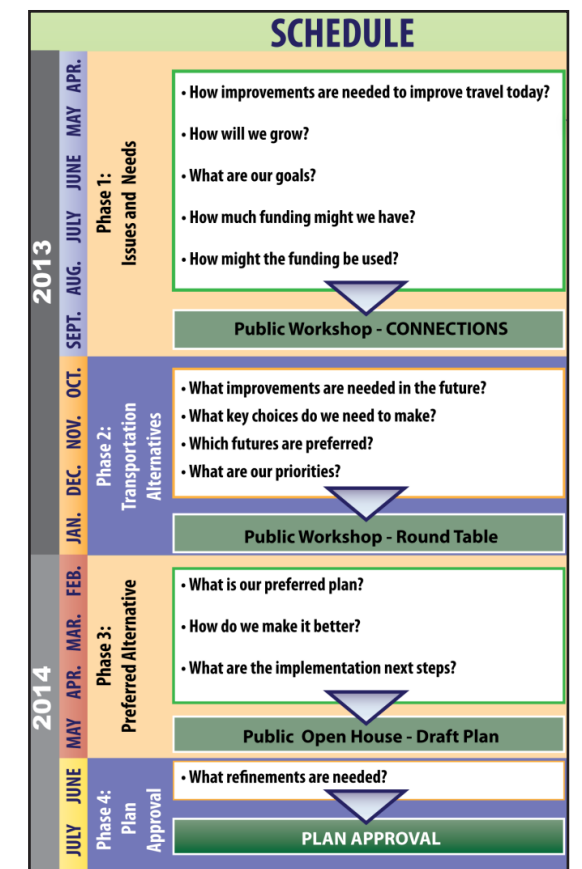 SCHEDULE
2013
APR.
MAY
JUNE
JULY
AUG.
SEPT.
Phase 1:
Issues and Needs
• How improvements are needed to improve travel today?
• How will we grow?
• What are our goals?
• How much funding might we have?
• How might the funding be used?
Public Workshop - CONNECTIONS
OCT.
NOV.
DEC.
JAN.
Phase 2:
Transportation
Alternatives
• What improvements are needed in the future?
• What key choices do we need to make?
• Which futures are preferred?
• What are our priorities?
Public Workshop - Round Table
2014
FEB.
MAR.
APR.
MAY
Phase 3:
Preferred Alternative
• What is our preferred plan?
• How do we make it better?
• What are the implementation next steps?
Public Open House - Draft Plan
JUNE
JULY
Phase 4:
Plan
Approval
• What refinements are needed?
PLAN APPROVAL